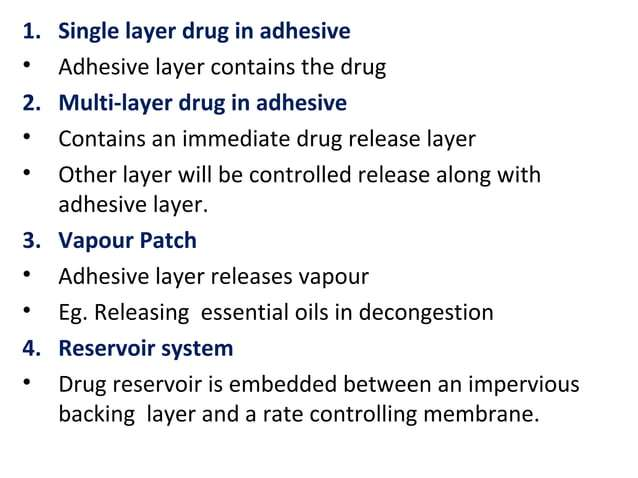 1. Single layer drug in adhesive
• Adhesive layer contains the drug
2. Multi-layer drug in adhesive
• Contains an immediate drug release layer
• Other layer will be controlled release along with
adhesive layer.
3. Vapour Patch
• Adhesive layer releases vapour
• Eg. Releasing  essential oils in decongestion
4. Reservoir system
• Drug reservoir is embedded between an impervious
backing  layer and a rate controlling membrane.